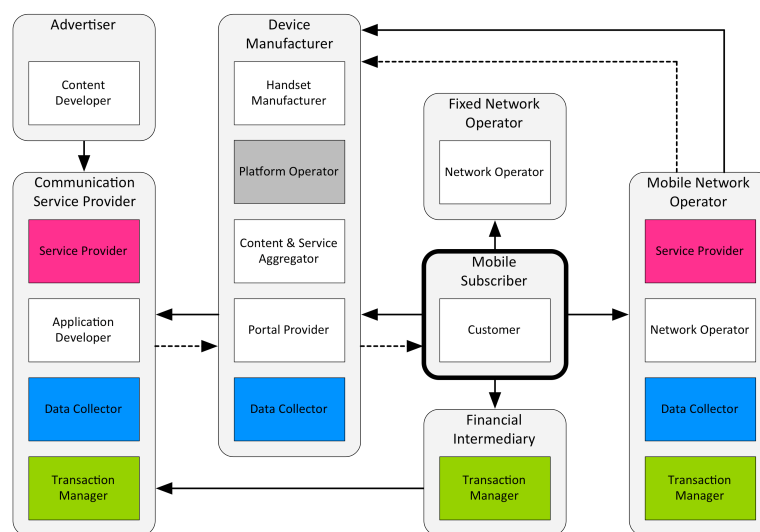 Advertiser
Content
Developer
Communication
Service Provider
Service Provider
Application
Developer
Data Collector
Transaction
Manager
Device
Manufacturer
Handset
Manufacturer
Platform Operator
Content & Service
Aggregator
Portal Provider
Data Collector
Fixed Network
Operator
Network Operator
Mobile
Subscriber
Customer
Financial
Intermediary
Transaction
Manager
Mobile Network
Operator
Service Provider
Network Operator
Data Collector
Transaction
Manager